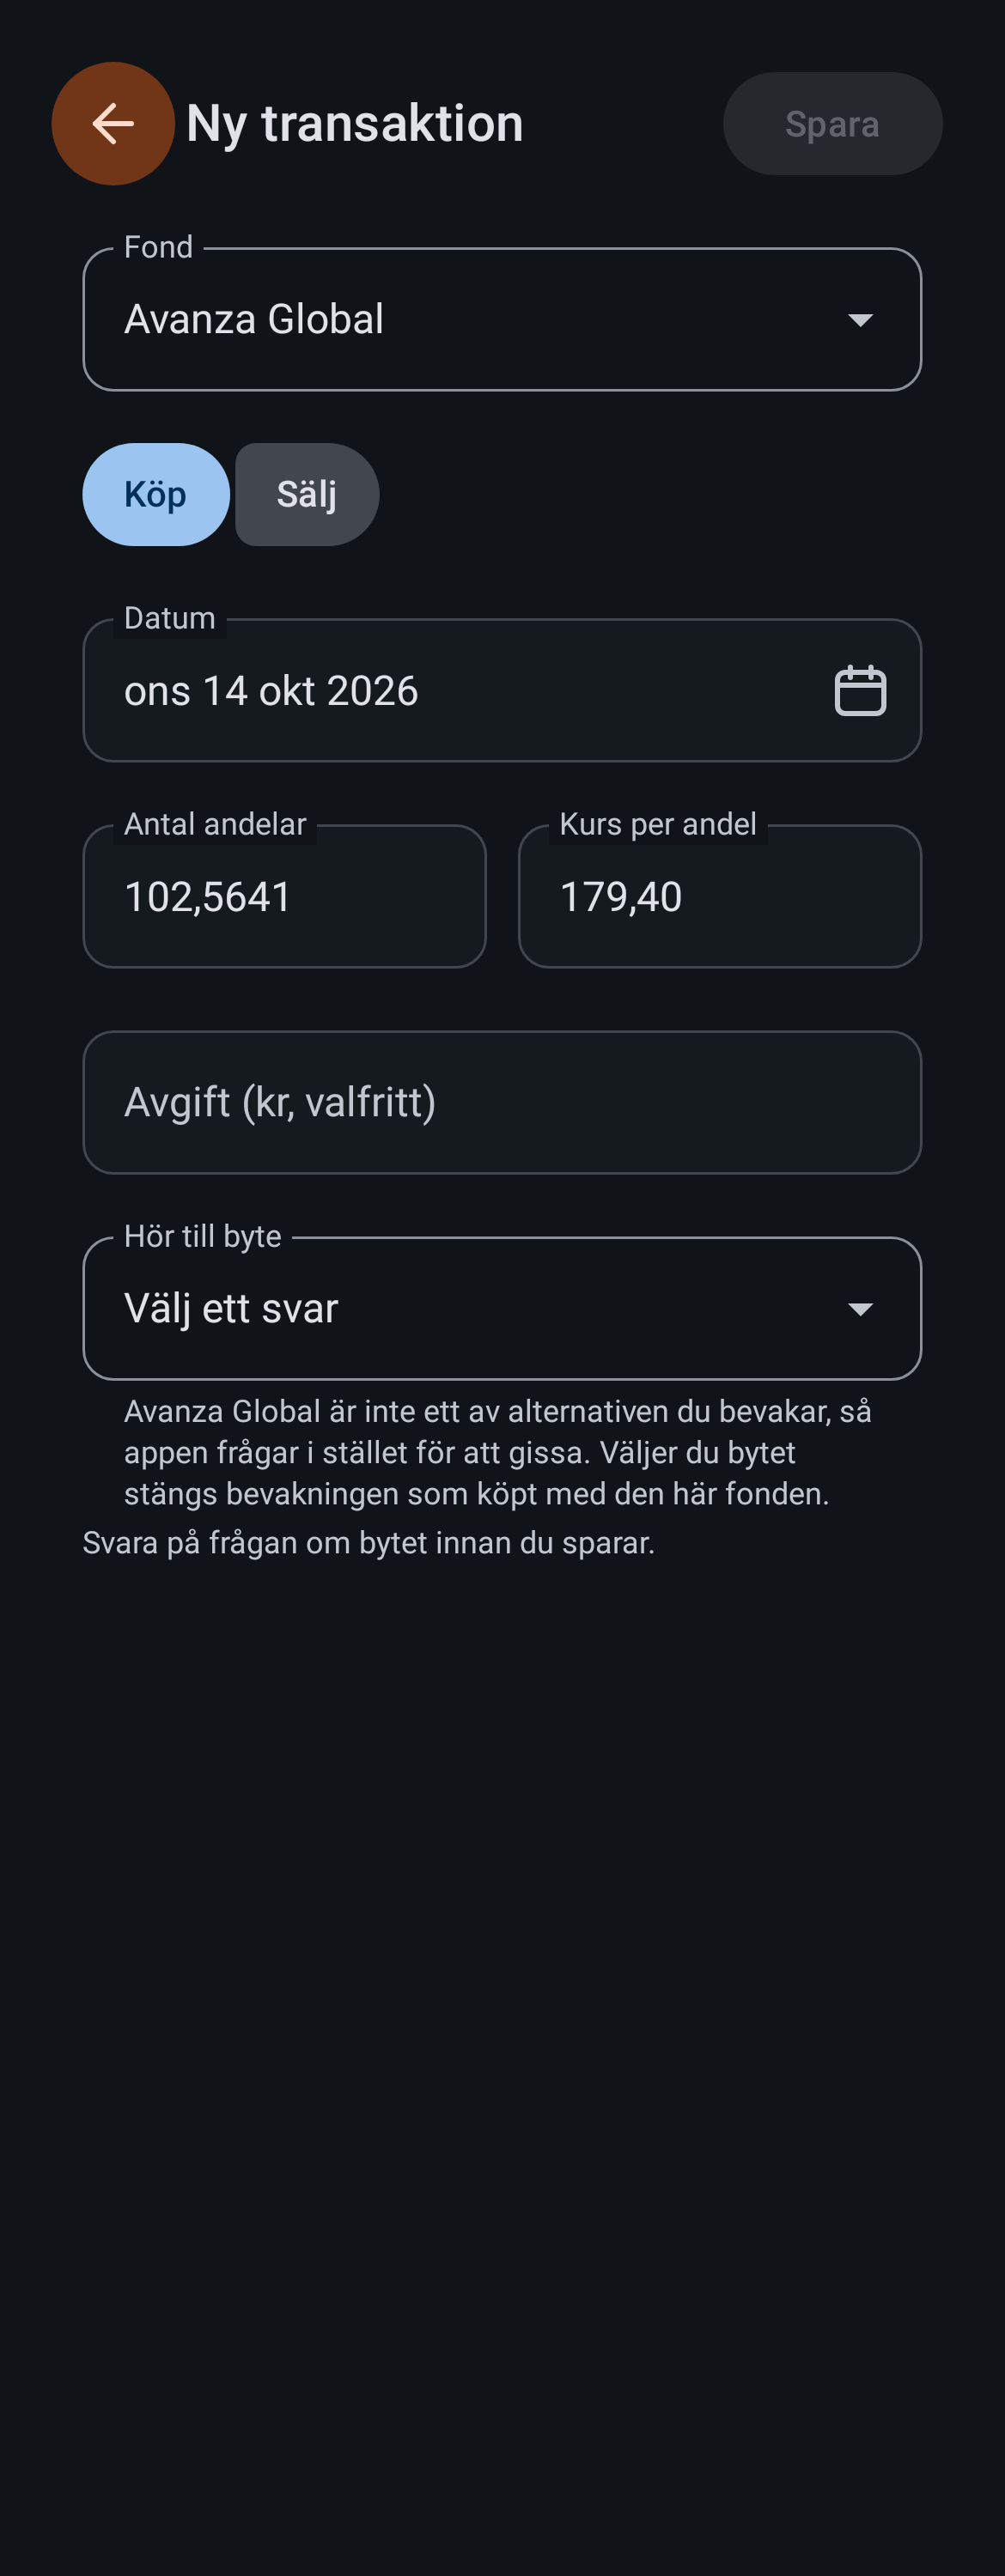 Ny transaktion
Spara
Fond
Avanza Global
Köp
Sälj
Datum
ons 14 okt 2026
Antal andelar
Kurs per andel
102,5641
179,40
Avgift (kr, valfritt)
Hör till byte
Välj ett svar
Avanza Global är inte ett av alternativen du bevakar, så
appen frågar i stället för att gissa. Väljer du bytet
stängs bevakningen som köpt med den här fonden.
Svara på frågan om bytet innan du sparar.